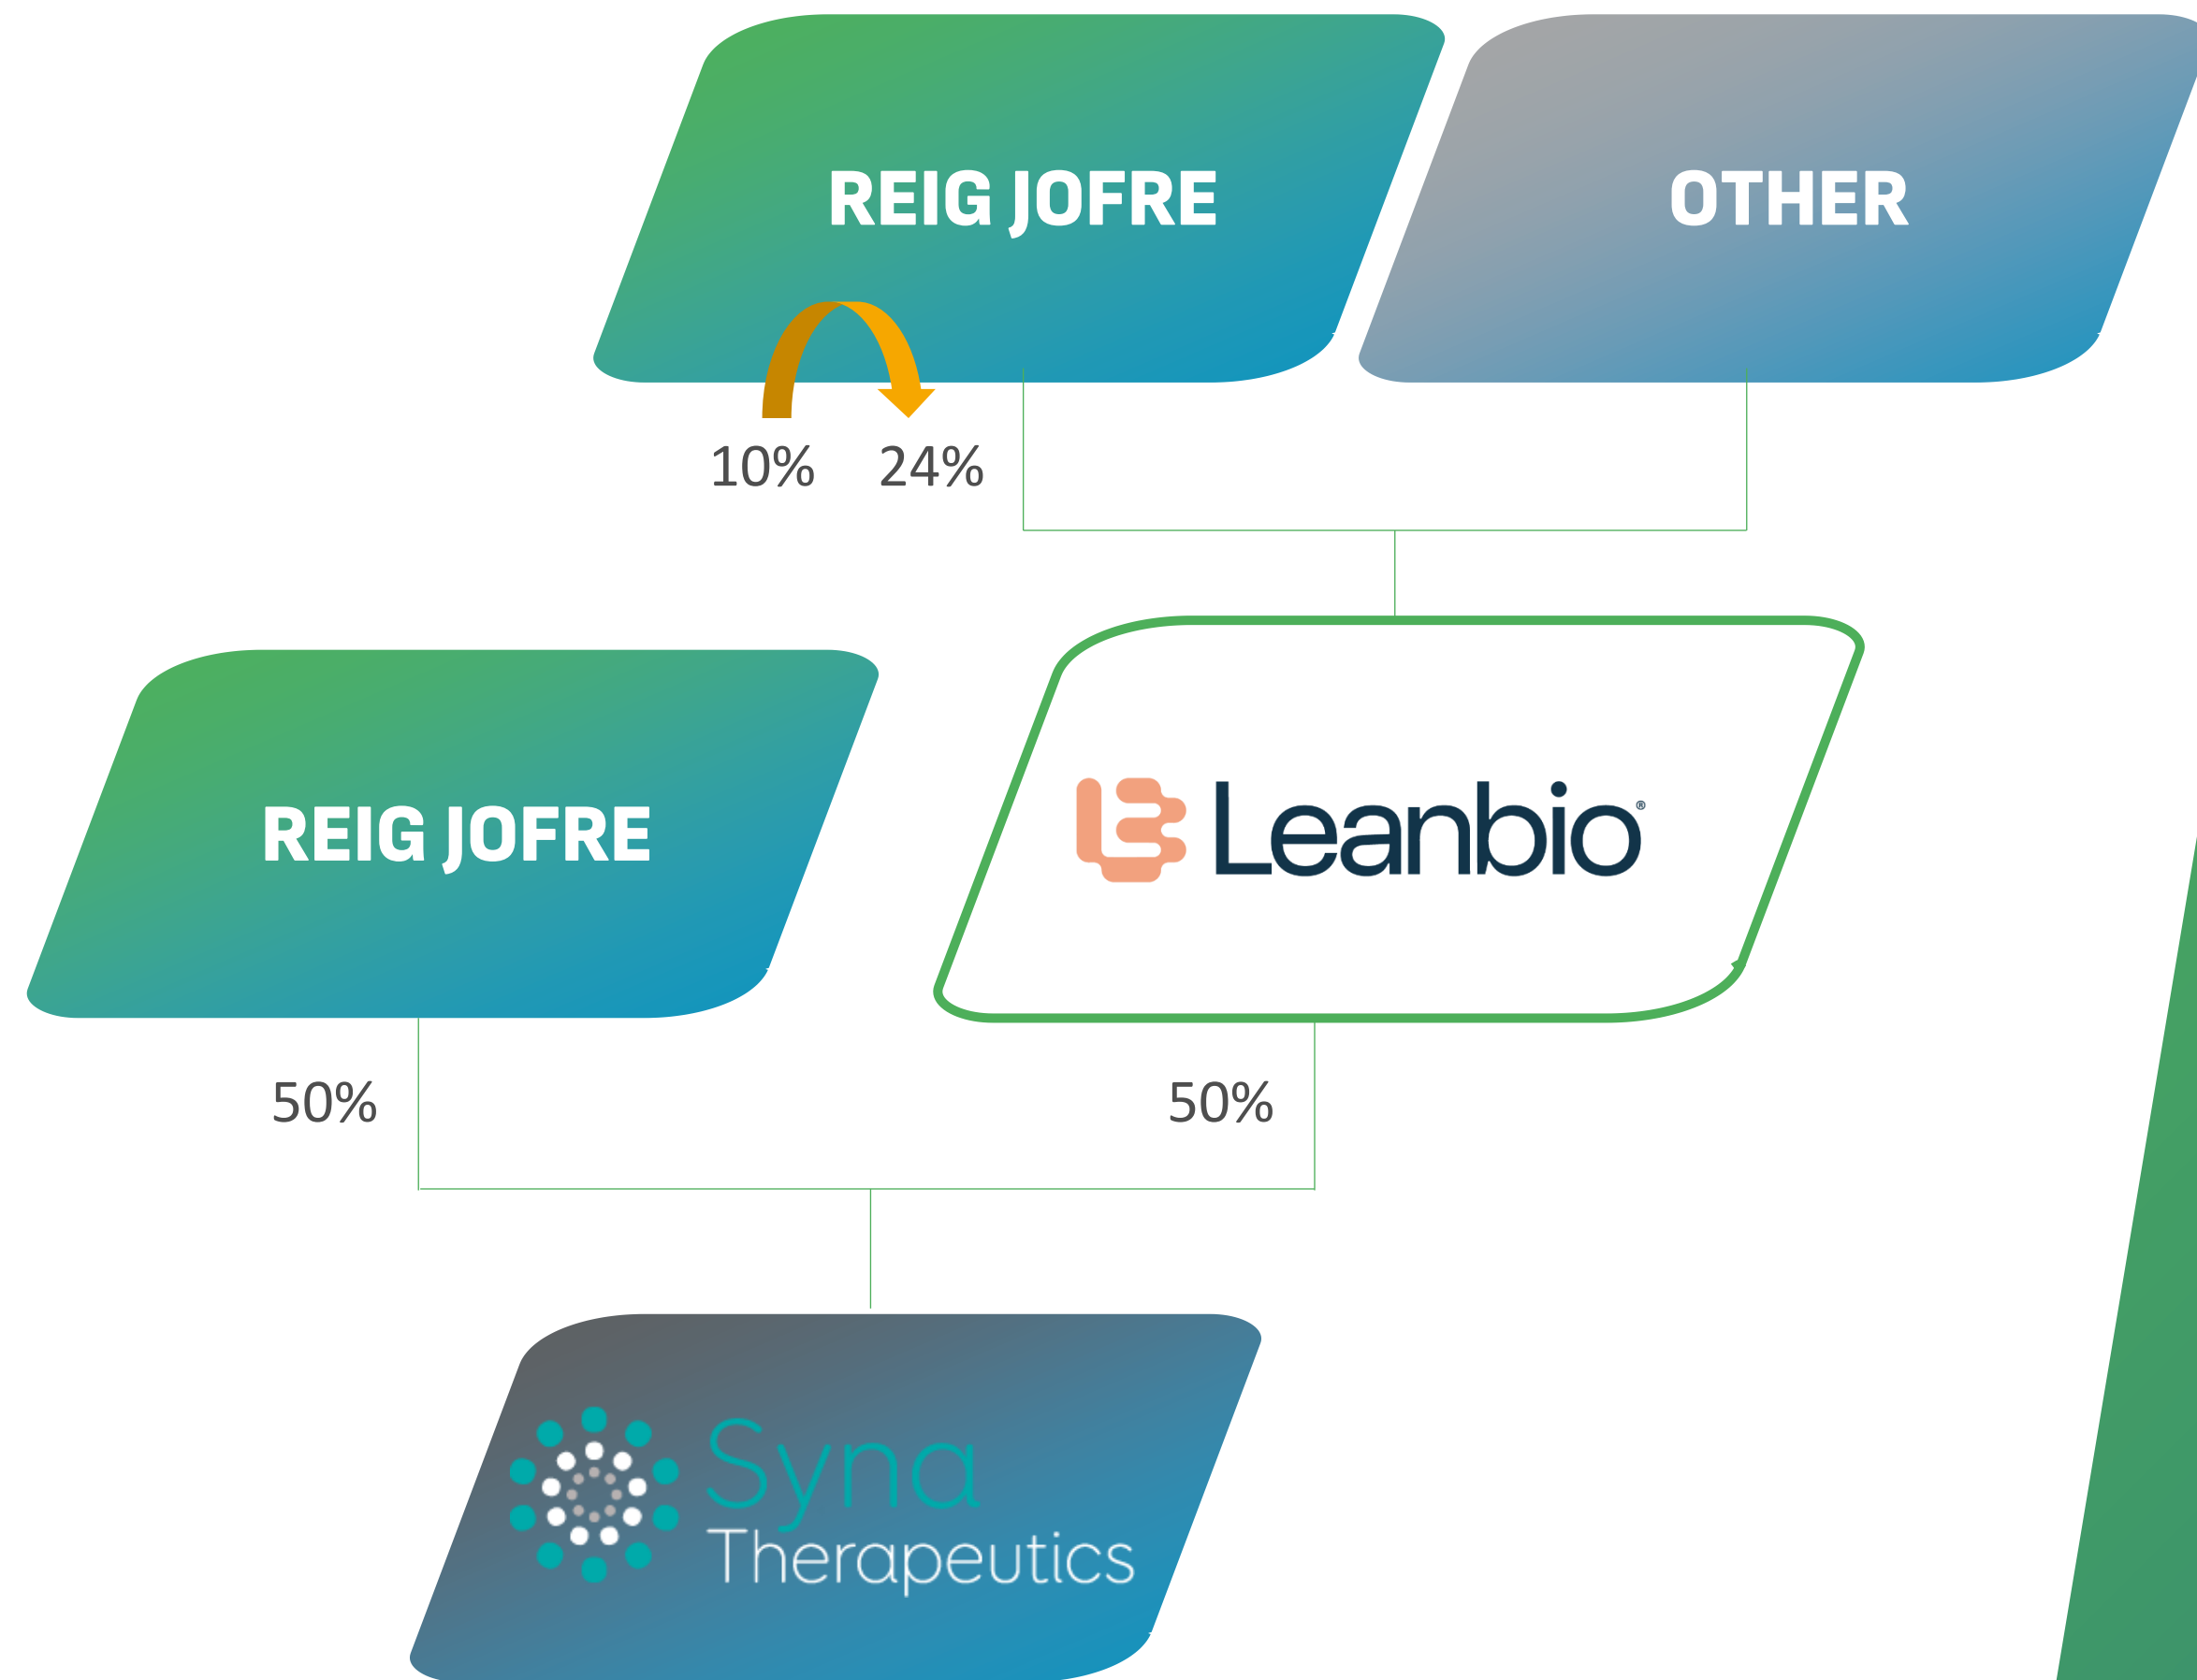 REIG JOFRE
OTHER
10%
24%
REIG JOFRE
Leanbio®
50%
50%
Syna
Therapeutics